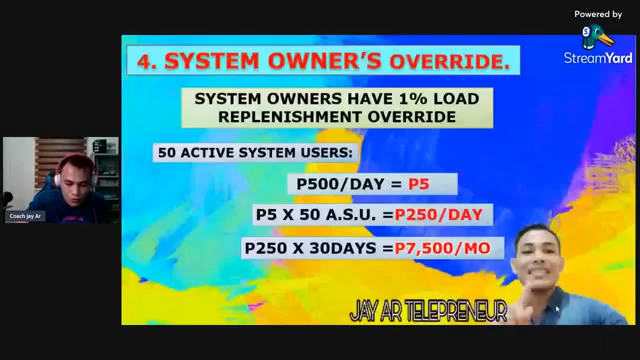 Powered by
StreamYard
4. SYSTEM OWNER'S OVERRIDE.
SYSTEM OWNERS HAVE 1% LOAD
REPLENISHMENT OVERRIDE
50 ACTIVE SYSTEM USERS:
P500/DAY = P5
P5 X 50 A.S.U. =P250/DAY
P250 X 30DAYS =P7,500/MO
Coach Jay Ar
JAY AR TELEPRENEUR